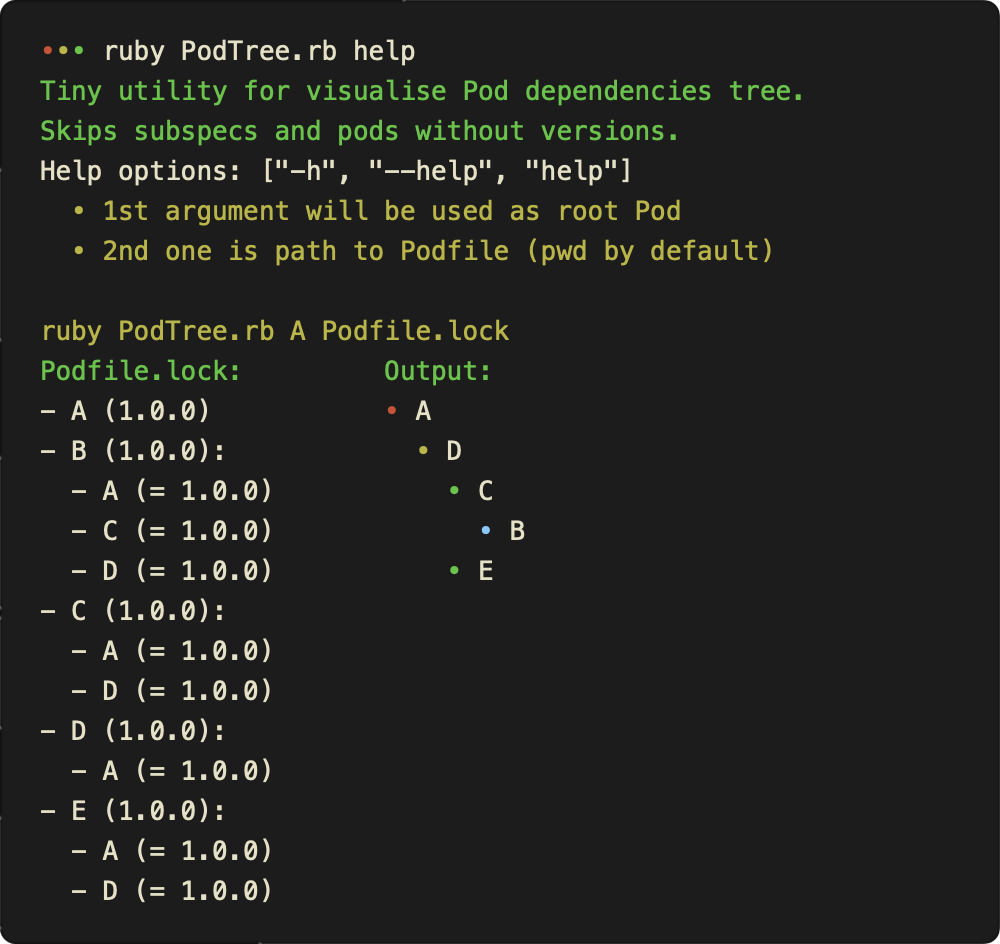 ••• ruby PodTree.rb help
Tiny utility for visualise Pod dependencies tree.
Skips subspecs and pods without versions.
Help options: ["-h", "--help", "help"]
  • 1st argument will be used as root Pod
  • 2nd one is path to Podfile (pwd by default)

ruby PodTree.rb A Podfile.lock
Podfile.lock:         Output:
- A (1.0.0)           • A
- B (1.0.0):            • D
  - A (= 1.0.0)           • C
  - C (= 1.0.0)             • B
  - D (= 1.0.0)           • E
- C (1.0.0):
  - A (= 1.0.0)
  - D (= 1.0.0)
- D (1.0.0):
  - A (= 1.0.0)
- E (1.0.0):
  - A (= 1.0.0)
  - D (= 1.0.0)